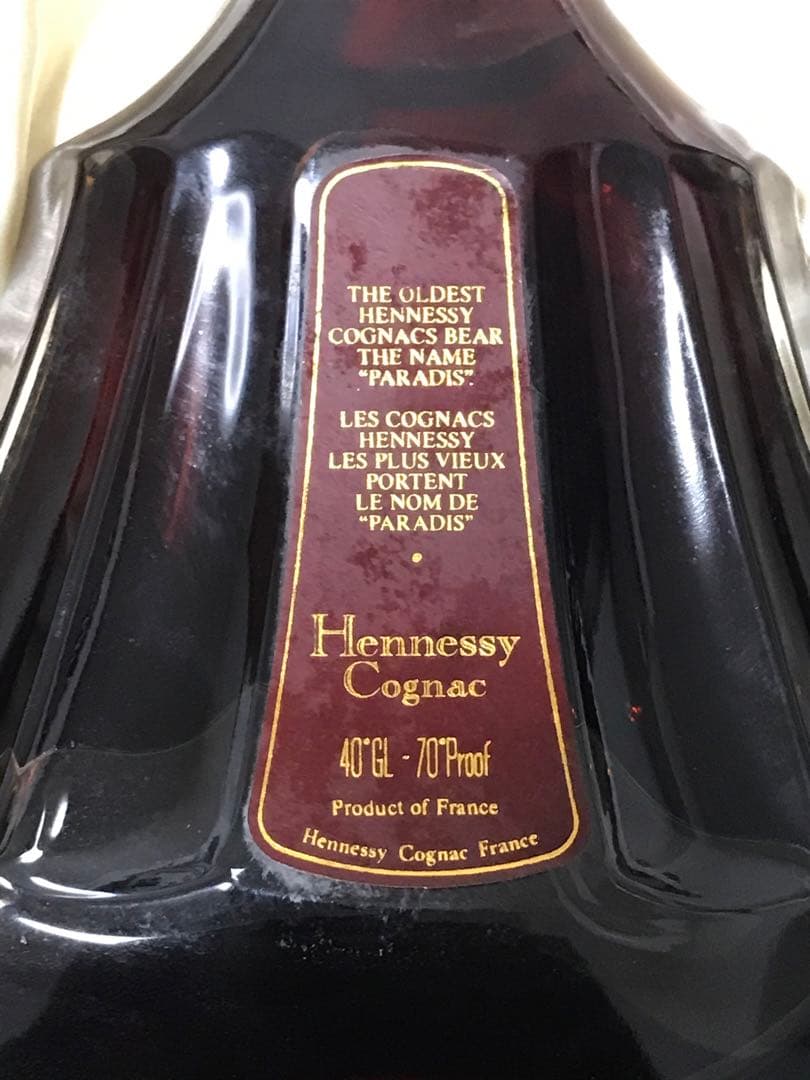 THE OLDEST
HENNESSY
COGNACS BEAR
THE NAME
"PARADIS".
LES COGNACS
HENNESSY
LES PLUS VIEUX
PORTENT
LE NOM DE
"PARADIS"
•
Hennessy
Cognac
40°GL - 70°Proof
Product of France
Hennessy Cognac France